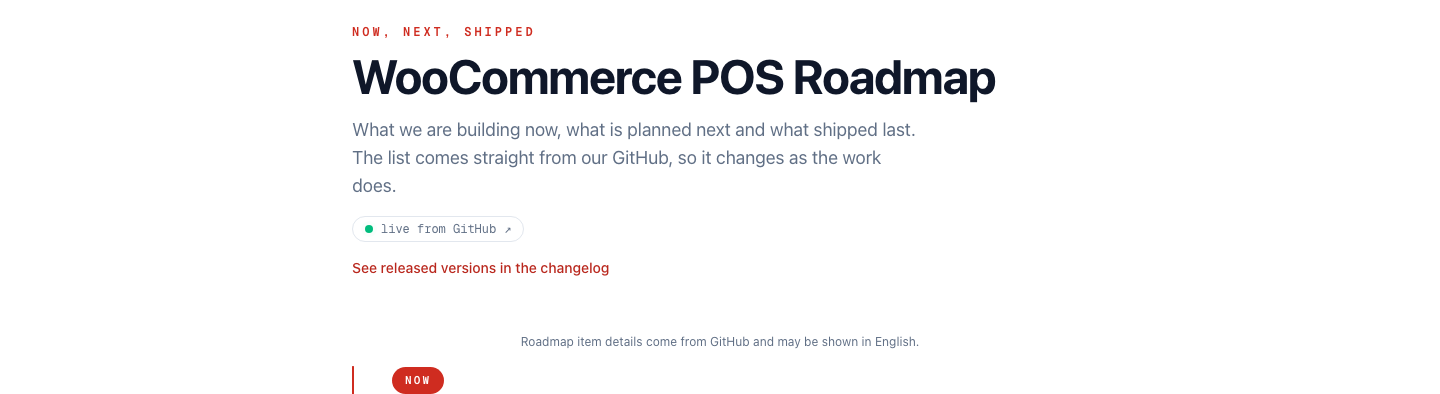 NOW, NEXT, SHIPPED
WooCommerce POS Roadmap
What we are building now, what is planned next and what shipped last.
The list comes straight from our GitHub, so it changes as the work
does.
live from GitHub ↗
See released versions in the changelog
Roadmap item details come from GitHub and may be shown in English.
NOW